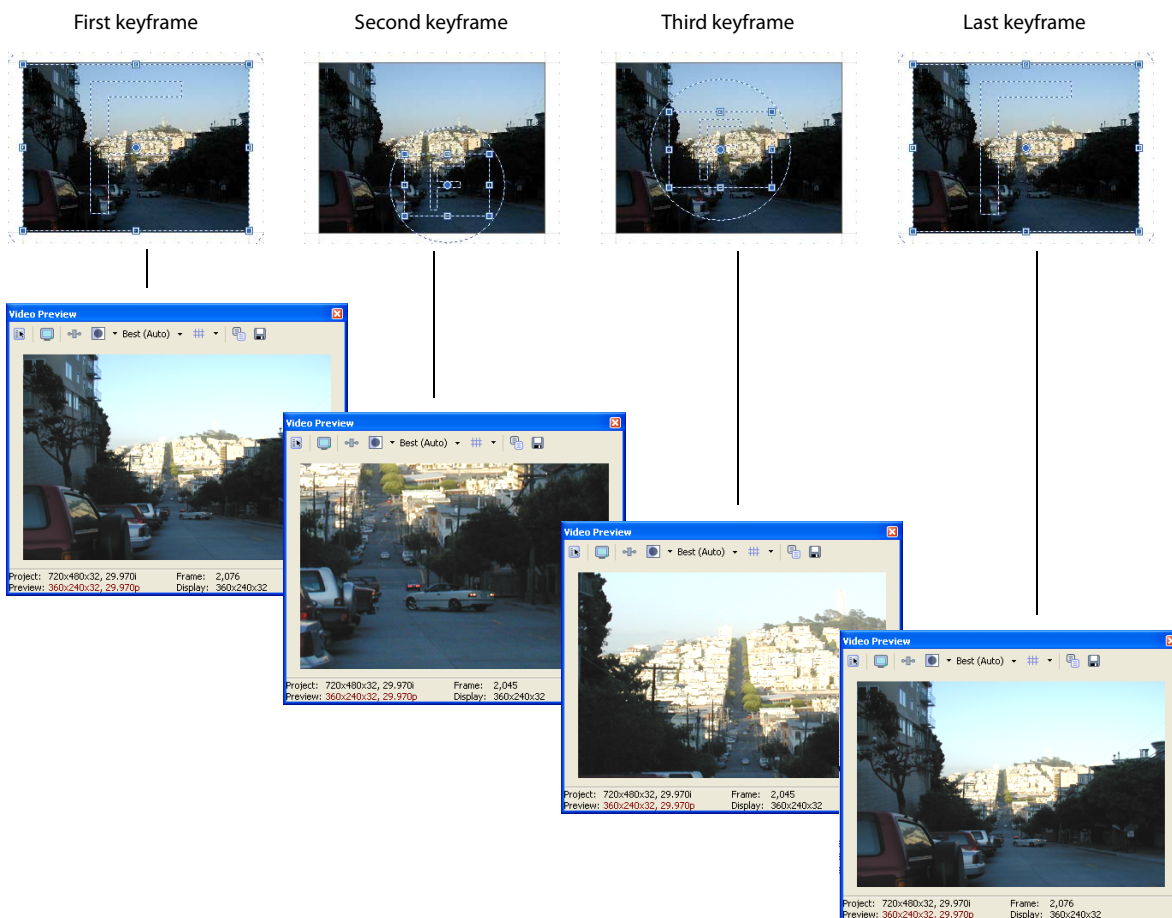 First keyframe
Second keyframe
Third keyframe
Last keyframe
Video Preview
Best (Auto)
Project: 720x480x32, 29.970i Frame: 2,076
Preview: 360x240x32, 29.970p Display: 360x240x32
Video Preview
Best (Auto)
Project: 720x480x32, 29.970i Frame: 2,045
Preview: 360x240x32, 29.970p Display: 360x240x32
Video Preview
Best (Auto)
Project: 720x480x32, 29.970i Frame: 2,045
Preview: 360x240x32, 29.970p Display: 360x240x32
Video Preview
Best (Auto)
Project: 720x480x32, 29.970i Frame: 2,076
Preview: 360x240x32, 29.970p Display: 360x240x32